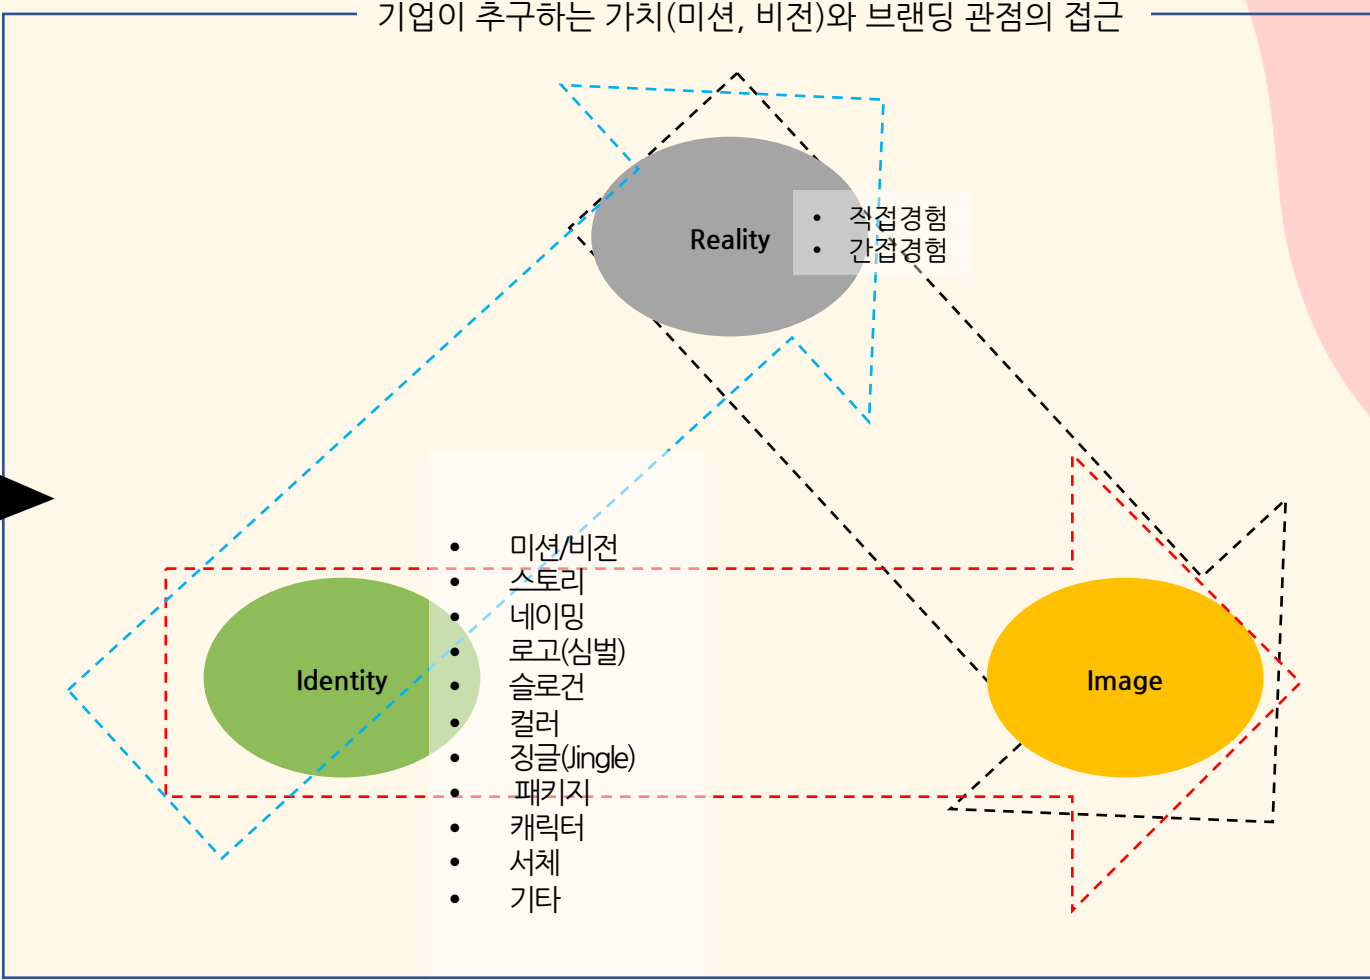 기업이 추구하는 가치(미션, 비전)와 브랜딩 관점의 접근
Reality
• 적접경험
• 간접경험
Identity
• 미션/비전
• 스토리
• 네이밍
• 로고(심벌)
• 슬로건
• 컬러
• 징글(Jingle)
• 패키지
• 캐릭터
• 서체
• 기타
Image